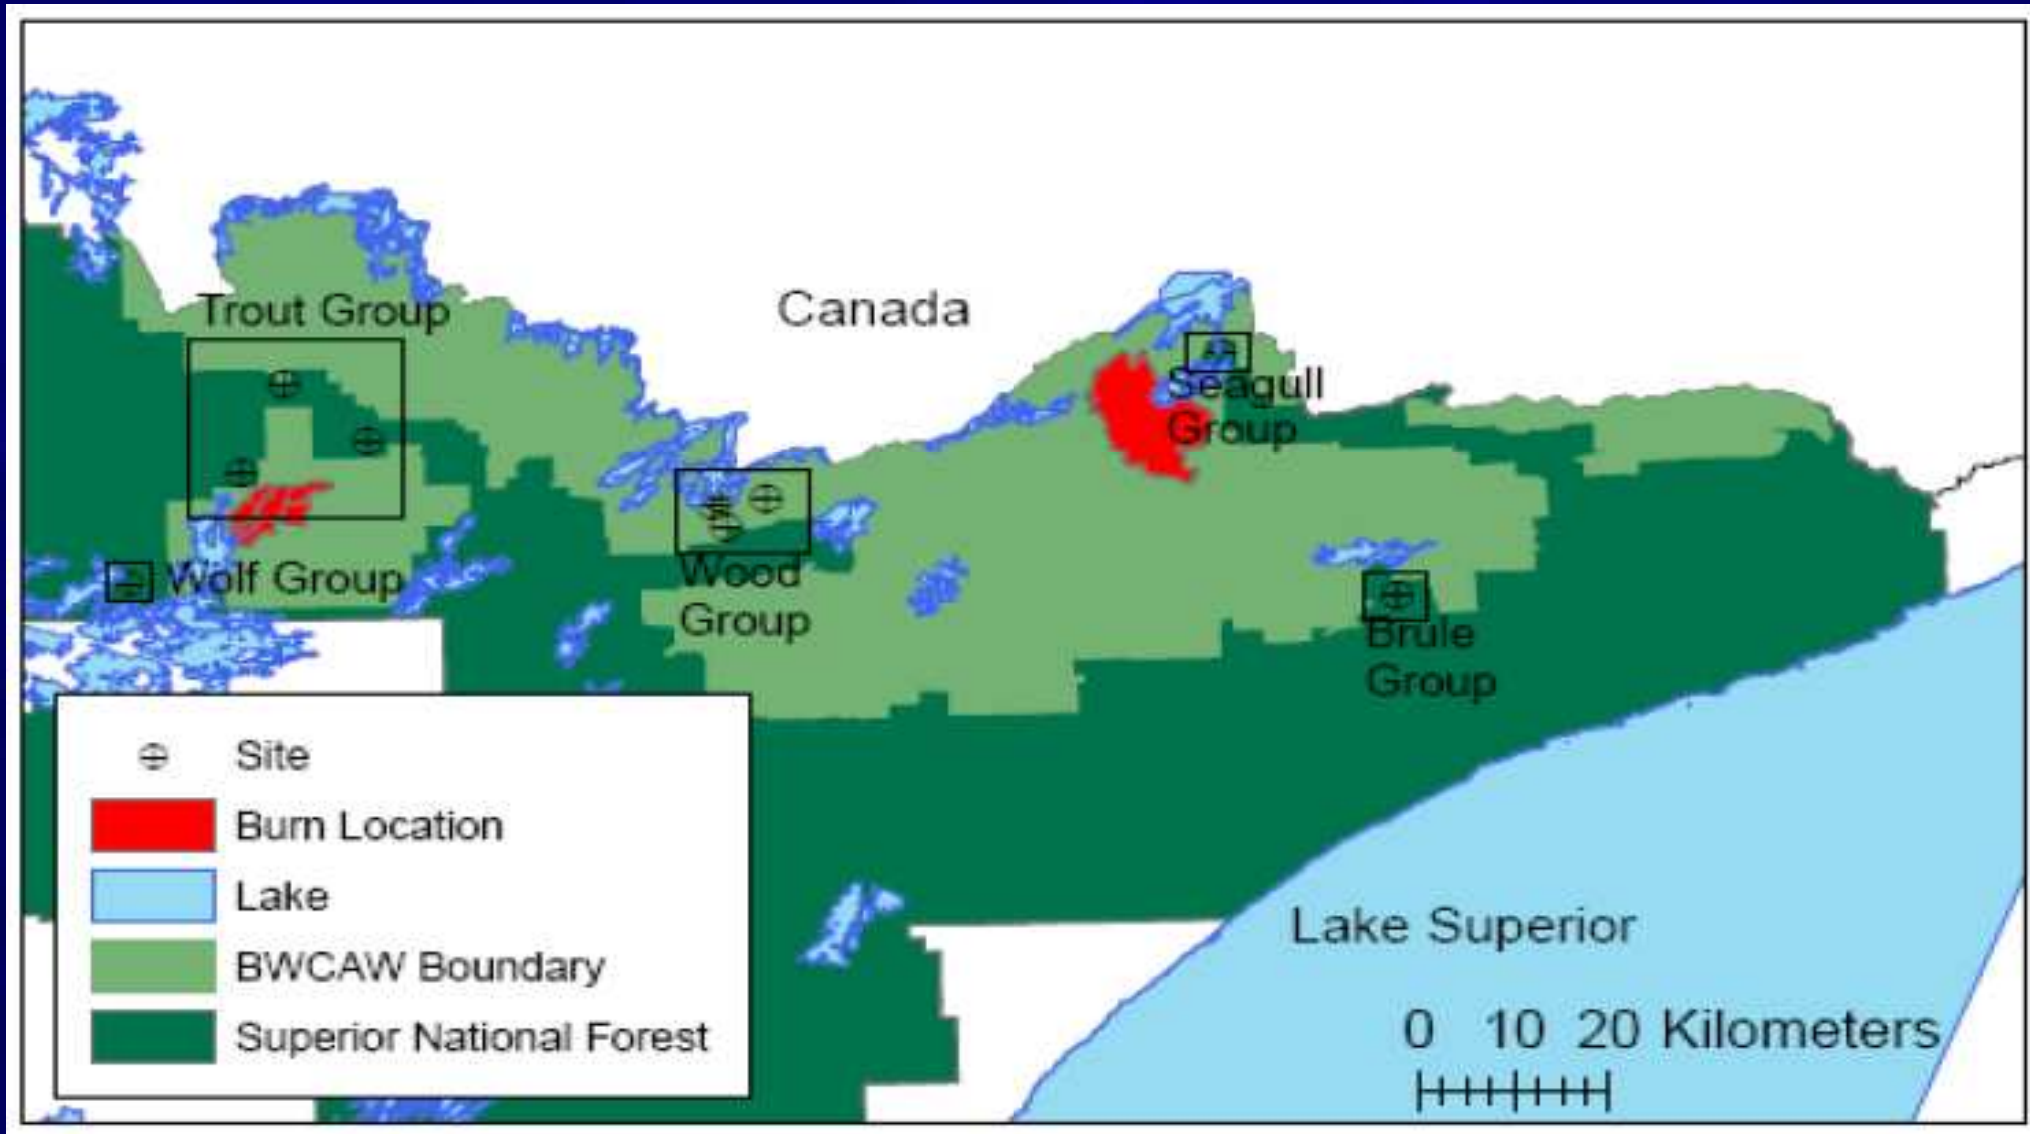 Trout Group
Canada
Seagull
Group
Wolf Group
Wood
Group
Brule
Group
Site
Burn Location
Lake
BWCAW Boundary
Superior National Forest
Lake Superior
0 10 20 Kilometers